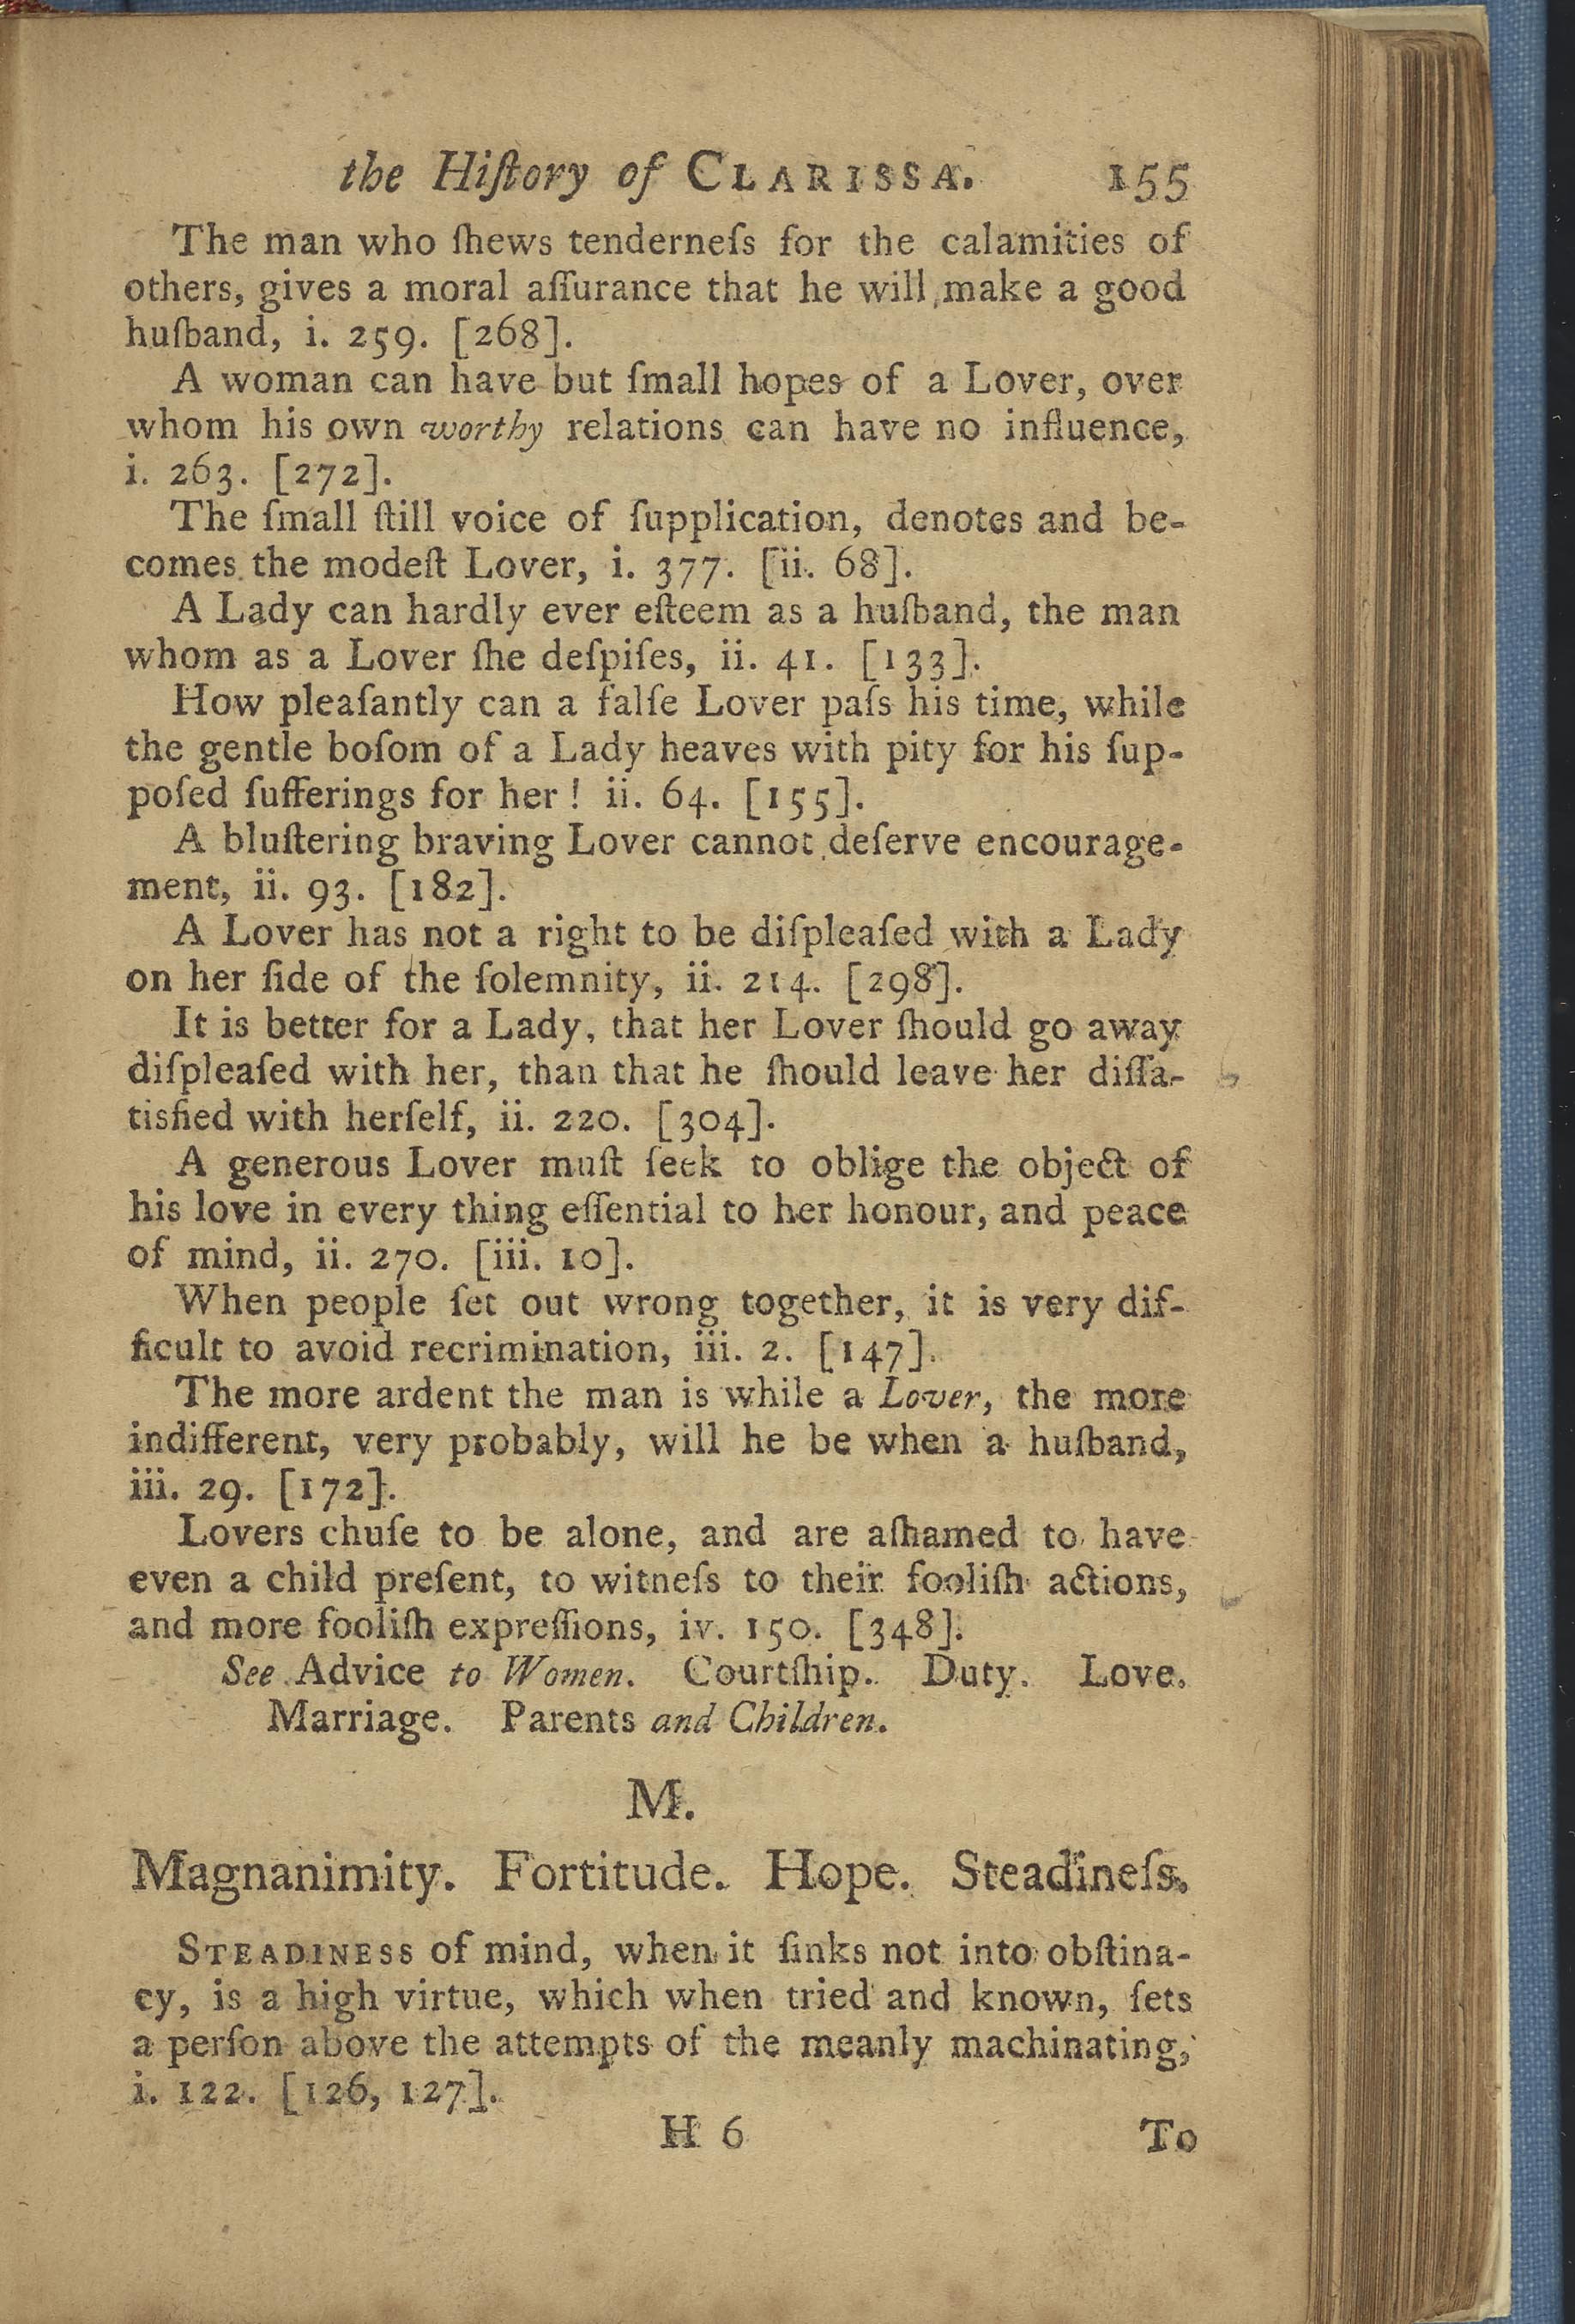 the Hiſtory of CLARISSA. 155
The man who ſhews tenderneſs for the calamities of
others, gives a moral aſſurance that he will make a good
huſband, i. 259. [268].
A woman can have but ſmall hopes of a Lover, over
whom his own worthy relations can have no influence,
i. 263. [272].
The ſmall ſtill voice of ſupplication, denotes and be-
comes the modeſt Lover, i. 377. [ii. 68].
A Lady can hardly ever eſteem as a huſband, the man
whom as a Lover ſhe deſpiſes, ii. 41. [133].
How pleaſantly can a falſe Lover paſs his time, while
the gentle boſom of a Lady heaves with pity for his ſup-
poſed ſufferings for her! ii. 64. [155].
A bluſtering braving Lover cannot deſerve encourage-
ment, ii. 93. [182].
A Lover has not a right to be diſpleaſed with a Lady
on her ſide of the ſolemnity, ii. 214. [298].
It is better for a Lady, that her Lover ſhould go away
diſpleaſed with her, than that he ſhould leave her diſſa-
tisfied with herſelf, ii. 220. [304].
A generous Lover muſt ſeek to oblige the object of
his love in every thing eſſential to her honour, and peace
of mind, ii. 270. [iii. 10].
When people ſet out wrong together, it is very dif-
ficult to avoid recrimination, iii. 2. [147].
The more ardent the man is while a Lover, the more
indifferent, very probably, will he be when a huſband,
iii. 29. [172].
Lovers chuſe to be alone, and are aſhamed to have
even a child preſent, to witneſs to their fooliſh actions,
and more fooliſh expreſſions, iv. 150. [348].
See Advice to Women. Courtſhip. Duty. Love.
Marriage. Parents and Children.
M.
Magnanimity. Fortitude. Hope. Steadineſs.
STEADINESS of mind, when it ſinks not into obſtina-
cy, is a high virtue, which when tried and known, ſets
a perſon above the attempts of the meanly machinating,
i. 122. [126, 127].
H 6 To